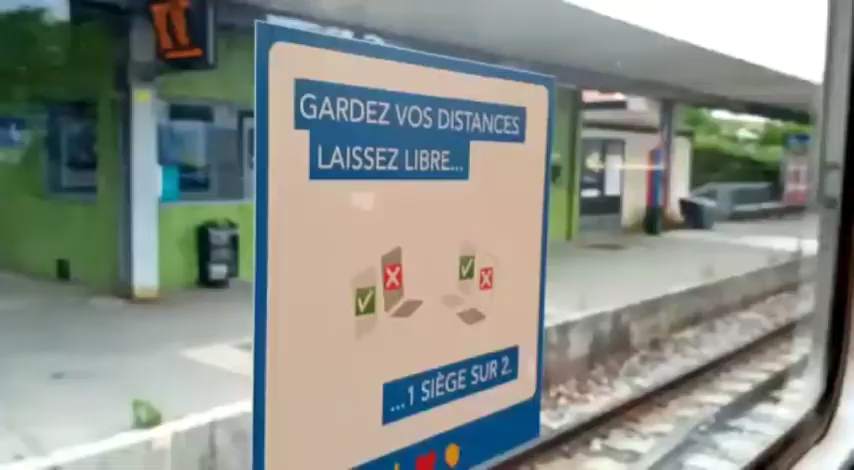 GARDEZ VOS DISTANCES
LAISSEZ LIBRE...
...1 SIÈGE SUR 2.